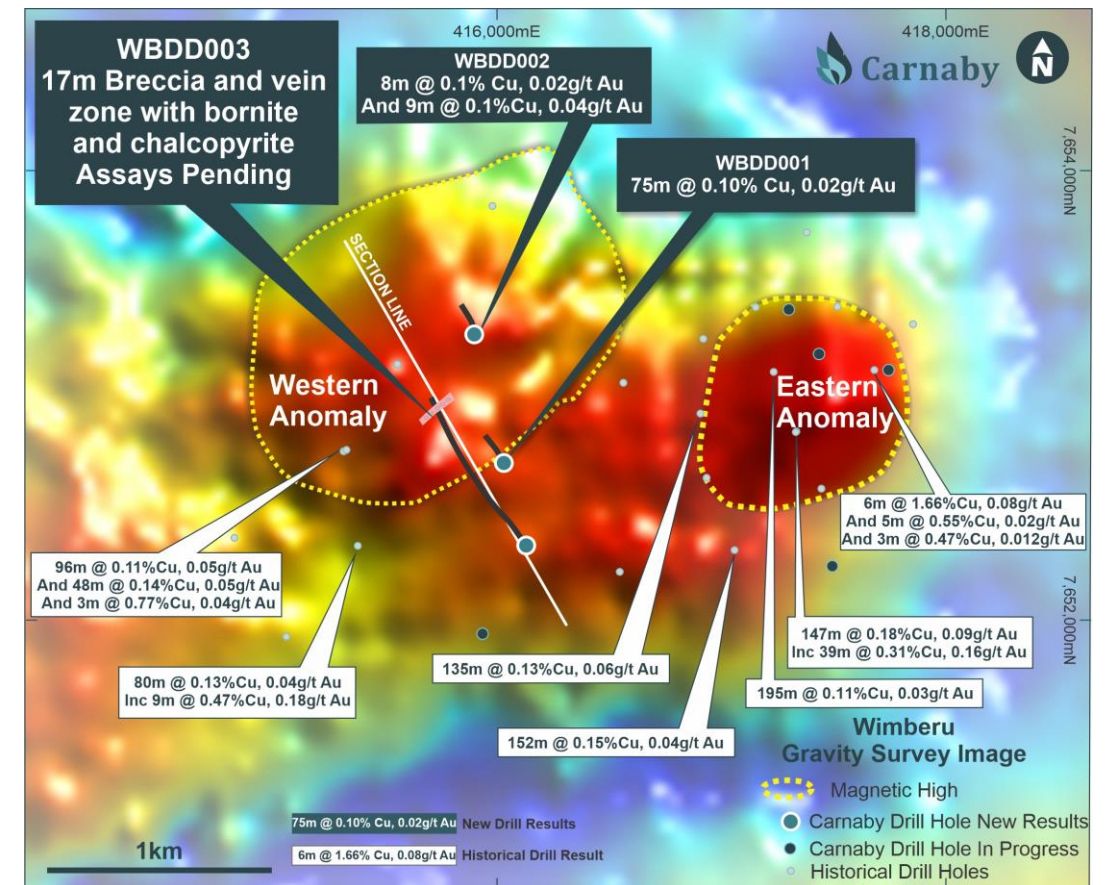 416,000mE
418,000mE
Carnaby
N
WBDD003
17m Breccia and vein
zone with bornite
and chalcopyrite
Assays Pending
WBDD002
8m @ 0.1% Cu, 0.02g/t Au
And 9m @ 0.1%Cu, 0.04g/t Au
WBDD001
75m @ 0.10% Cu, 0.02g/t Au
7,654,000mN
SECTION LINE
Western
Anomaly
Eastern
Anomaly
6m @ 1.66%Cu, 0.08g/t Au
And 5m @ 0.55%Cu, 0.02g/t Au
And 3m @ 0.47%Cu, 0.012g/t Au
96m @ 0.11%Cu, 0.05g/t Au
And 48m @ 0.14%Cu, 0.05g/t Au
And 3m @ 0.77%Cu, 0.04g/t Au
7,652,000mN
147m @ 0.18%Cu, 0.09g/t Au
Inc 39m @ 0.31%Cu, 0.16g/t Au
135m @ 0.13%Cu, 0.06g/t Au
80m @ 0.13%Cu, 0.04g/t Au
Inc 9m @ 0.47%Cu, 0.18g/t Au
195m @ 0.11%Cu, 0.03g/t Au
152m @ 0.15%Cu, 0.04g/t Au
Wimberu
Gravity Survey Image
Magnetic High
Carnaby Drill Hole New Results
Carnaby Drill Hole In Progress
Historical Drill Holes
75m @ 0.10% Cu, 0.02g/t Au New Drill Results
6m @ 1.66% Cu, 0.08g/t Au Historical Drill Result
1km